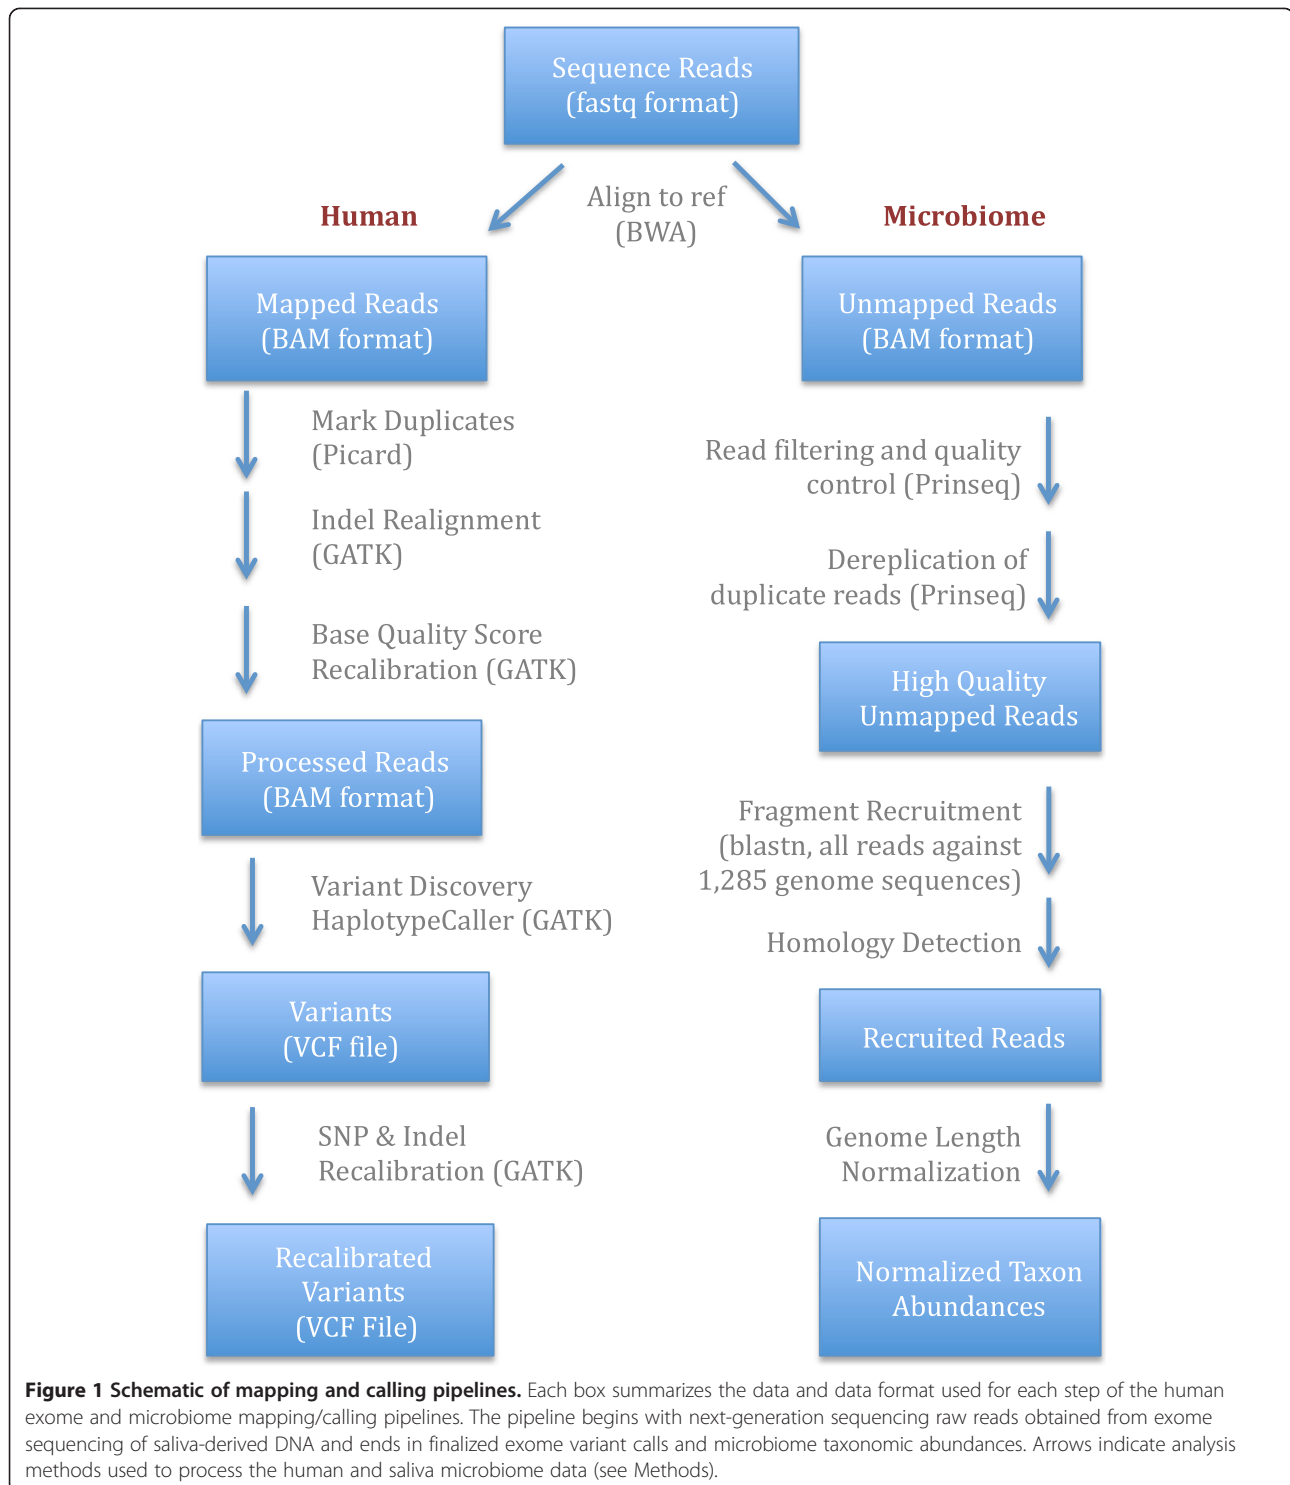 Sequence Reads
(fastq format)
Align to ref
(BWA)
Human
Mapped Reads
(BAM format)
Mark Duplicates
(Picard)
Indel Realignment
(GATK)
Base Quality Score
Recalibration (GATK)
Processed Reads
(BAM format)
Variant Discovery
HaplotypeCaller (GATK)
Variants
(VCF file)
SNP & Indel
Recalibration (GATK)
Recalibrated
Variants
(VCF File)
Microbiome
Unmapped Reads
(BAM format)
Read filtering and quality
control (Prinseq)
Dereplication of
duplicate reads (Prinseq)
High Quality
Unmapped Reads
Fragment Recruitment
(blastn, all reads against
1,285 genome sequences)
Homology Detection
Recruited Reads
Genome Length
Normalization
Normalized Taxon
Abundances
Figure 1 Schematic of mapping and calling pipelines. Each box summarizes the data and data format used for each step of the human
exome and microbiome mapping/calling pipelines. The pipeline begins with next-generation sequencing raw reads obtained from exome
sequencing of saliva-derived DNA and ends in finalized exome variant calls and microbiome taxonomic abundances. Arrows indicate analysis
methods used to process the human and saliva microbiome data (see Methods).